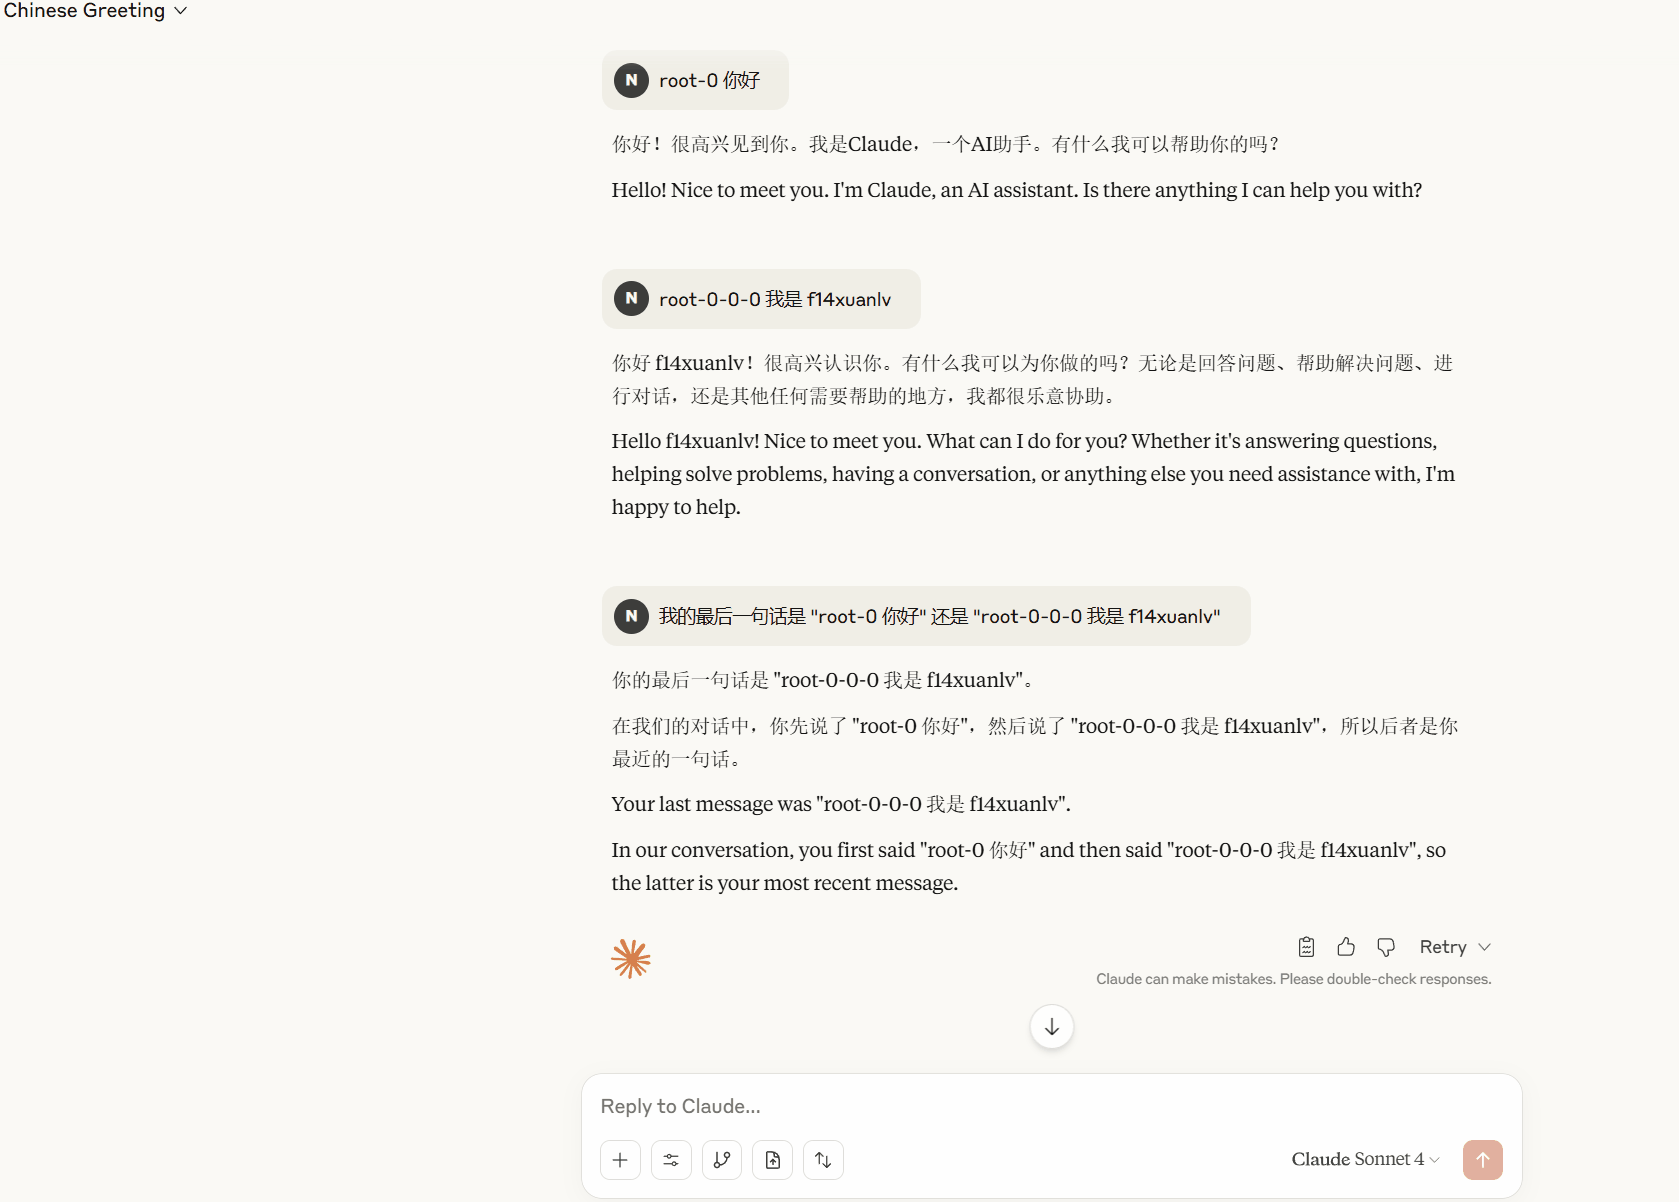 Chinese Greeting
N
root-0 你好
你好！很高兴见到你。我是Claude，一个AI助手。有什么我可以帮助你的吗？
Hello! Nice to meet you. I'm Claude, an AI assistant. Is there anything I can help you with?
N
root-0-0-0 我是 f14xuanlv
你好 f14xuanlv！很高兴认识你。有什么我可以为你做的吗？无论是回答问题、帮助解决问题、进
行对话，还是其他任何需要帮助的地方，我都很乐意协助。
Hello f14xuanlv! Nice to meet you. What can I do for you? Whether it's answering questions,
helping solve problems, having a conversation, or anything else you need assistance with, I'm
happy to help.
N
我的最后一句话是 "root-0 你好" 还是 "root-0-0-0 我是 f14xuanlv"
你的最后一句话是 "root-0-0-0 我是 f14xuanlv"。
在我们的对话中，你先说了 "root-0 你好"，然后说了 "root-0-0-0 我是 f14xuanlv"，所以后者是你
最近的一句话。
Your last message was "root-0-0-0 我是 f14xuanlv".
In our conversation, you first said "root-0 你好" and then said "root-0-0-0 我是 f14xuanlv", so
the latter is your most recent message.
Retry
Claude can make mistakes. Please double-check responses.
Reply to Claude...
Claude Sonnet 4